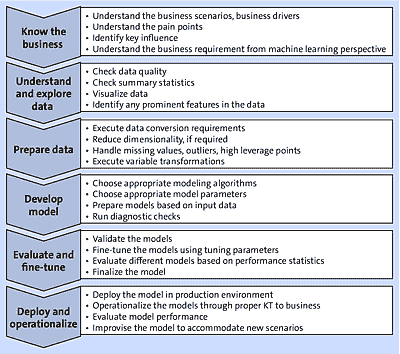 Know the
business
• Understand the business scenarios, business drivers
• Understand the pain points
• Identify key influence
• Understand the business requirement from machine learning perspective
Understand
and explore
data
• Check data quality
• Check summary statistics
• Visualize data
• Identify any prominent features in the data
Prepare data
• Execute data conversion requirements
• Reduce dimensionality, if required
• Handle missing values, outliers, high leverage points
• Execute variable transformations
Develop
model
• Choose appropriate modeling algorithms
• Choose appropriate model parameters
• Prepare models based on input data
• Run diagnostic checks
Evaluate and
fine-tune
• Validate the models
• Fine-tune the models using tuning parameters
• Evaluate different models based on performance statistics
• Finalize the model
Deploy and
operationalize
• Deploy the model in production environment
• Operationalize the models through proper KT to business
• Evaluate model performance
• Improvise the model to accommodate new scenarios